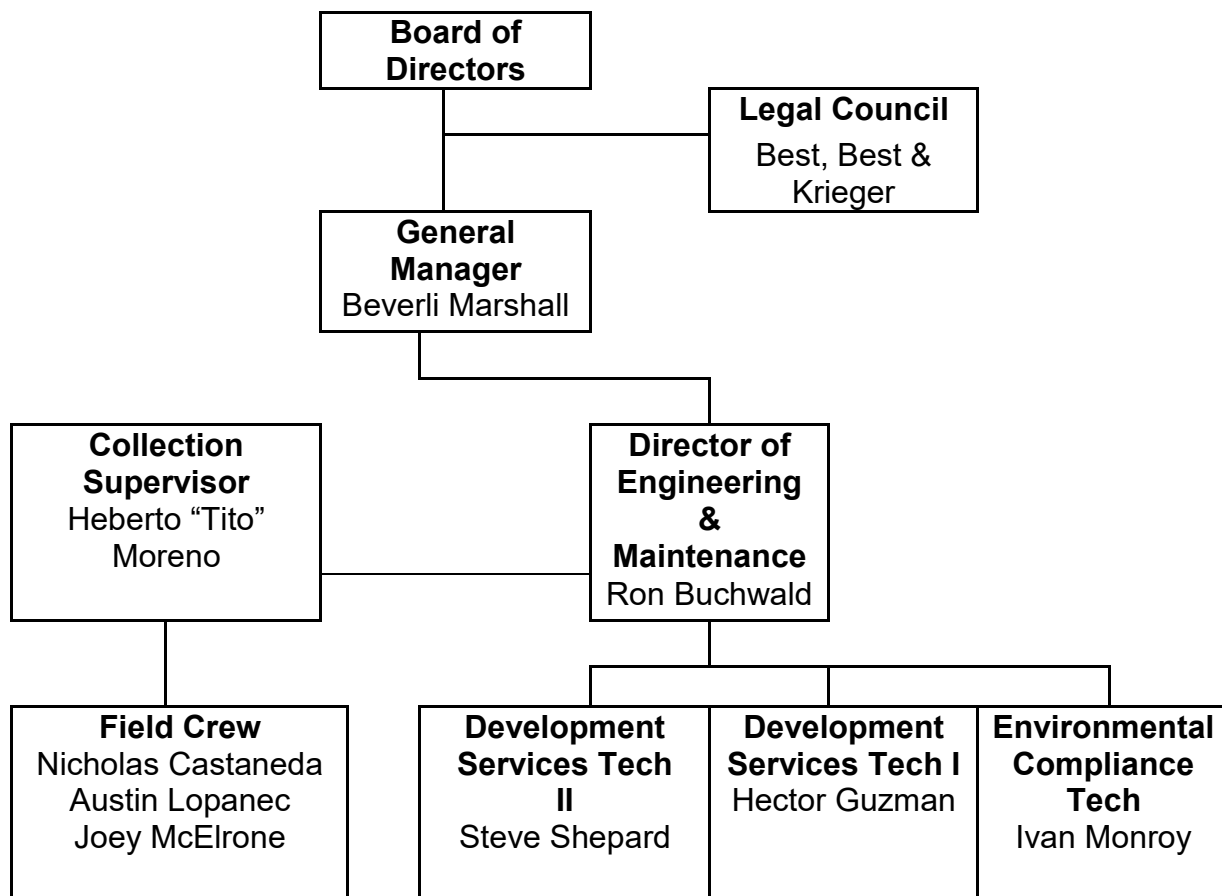 Board of
Directors
Legal Council
Best, Best &
Krieger
General
Manager
Beverli Marshall
Collection
Supervisor
Heberto “Tito”
Moreno
Director of
Engineering
&
Maintenance
Ron Buchwald
Field Crew
Nicholas Castaneda
Austin Lopanec
Joey McElrone
Development
Services Tech
II
Steve Shepard
Development
Services Tech I
Hector Guzman
Environmental
Compliance
Tech
Ivan Monroy